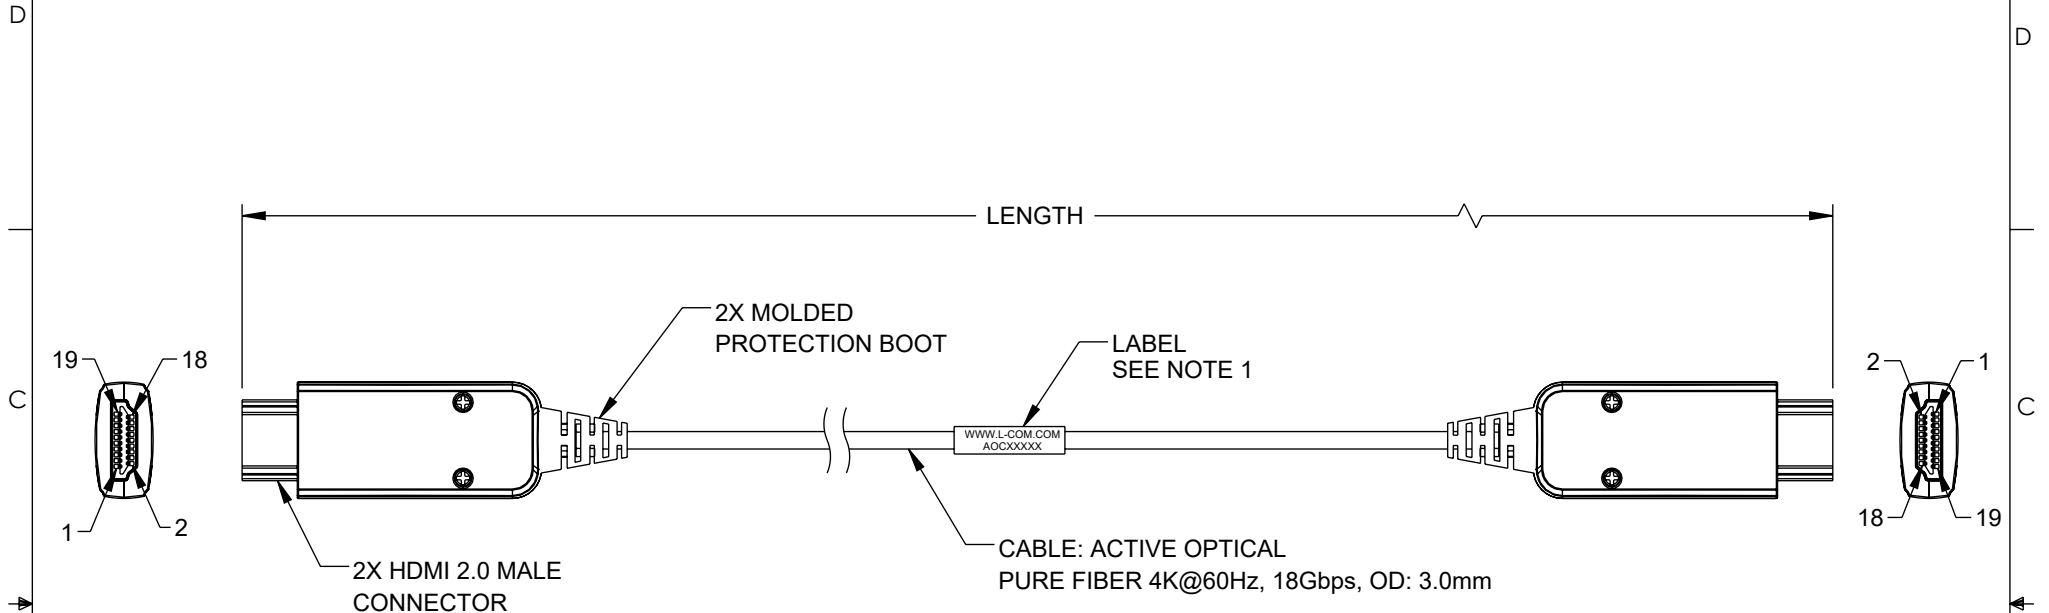 D
D
LENGTH
2X MOLDED
PROTECTION BOOT
LABEL
SEE NOTE 1
19
18
2
1
C
C
WWW.L-COM.COM
AOCXXXXX
1
2
18
19
CABLE: ACTIVE OPTICAL
PURE FIBER 4K@60Hz, 18Gbps, OD: 3.0mm
2X HDMI 2.0 MALE
CONNECTOR